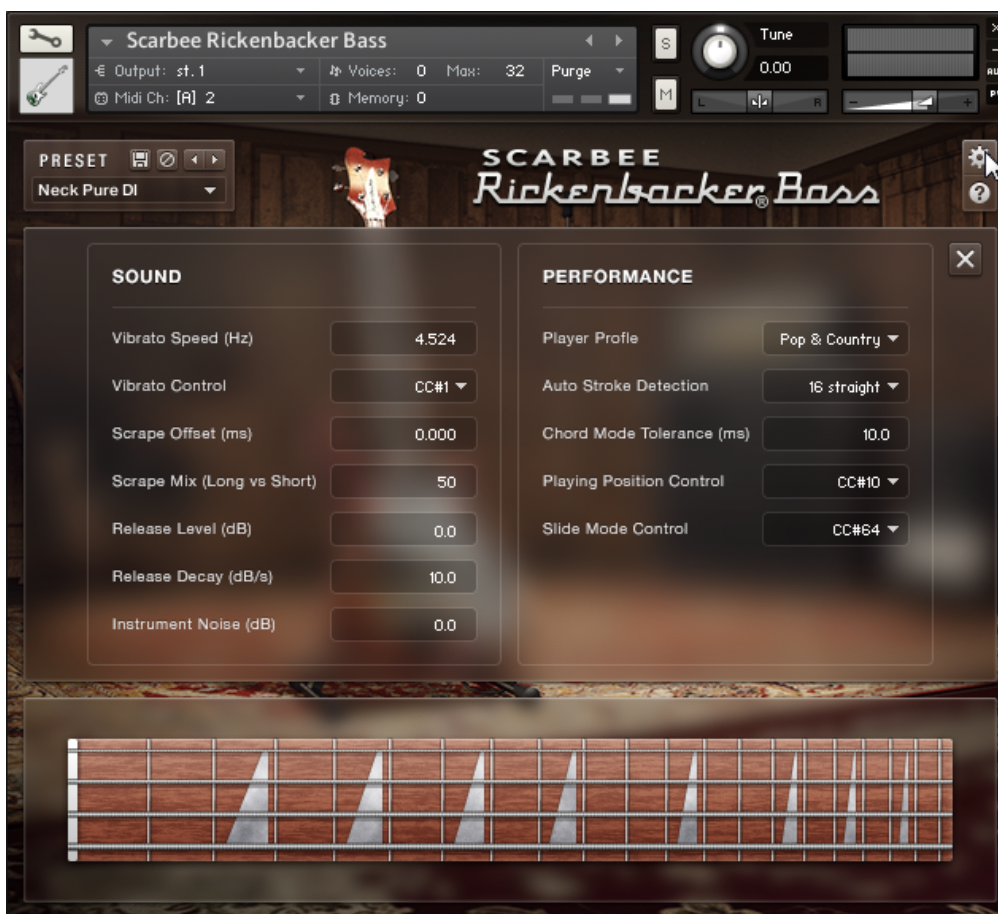 Scarbee Rickenbacker Bass
S
Tune
Output: st.1
Voices: 0 Max: 32
Purge
0.00
Midi Ch: [A] 2
Memory: 0
M
L
R
- +
PRESET
Neck Pure DI
SCARBEE
Rickenbacker® Bass
?
SOUND
Vibrato Speed (Hz) 4.524
Vibrato Control CC#1
Scrape Offset (ms) 0.000
Scrape Mix (Long vs Short) 50
Release Level (dB) 0.0
Release Decay (dB/s) 10.0
Instrument Noise (dB) 0.0
PERFORMANCE
Player Profle Pop & Country
Auto Stroke Detection 16 straight
Chord Mode Tolerance (ms) 10.0
Playing Position Control CC#10
Slide Mode Control CC#64